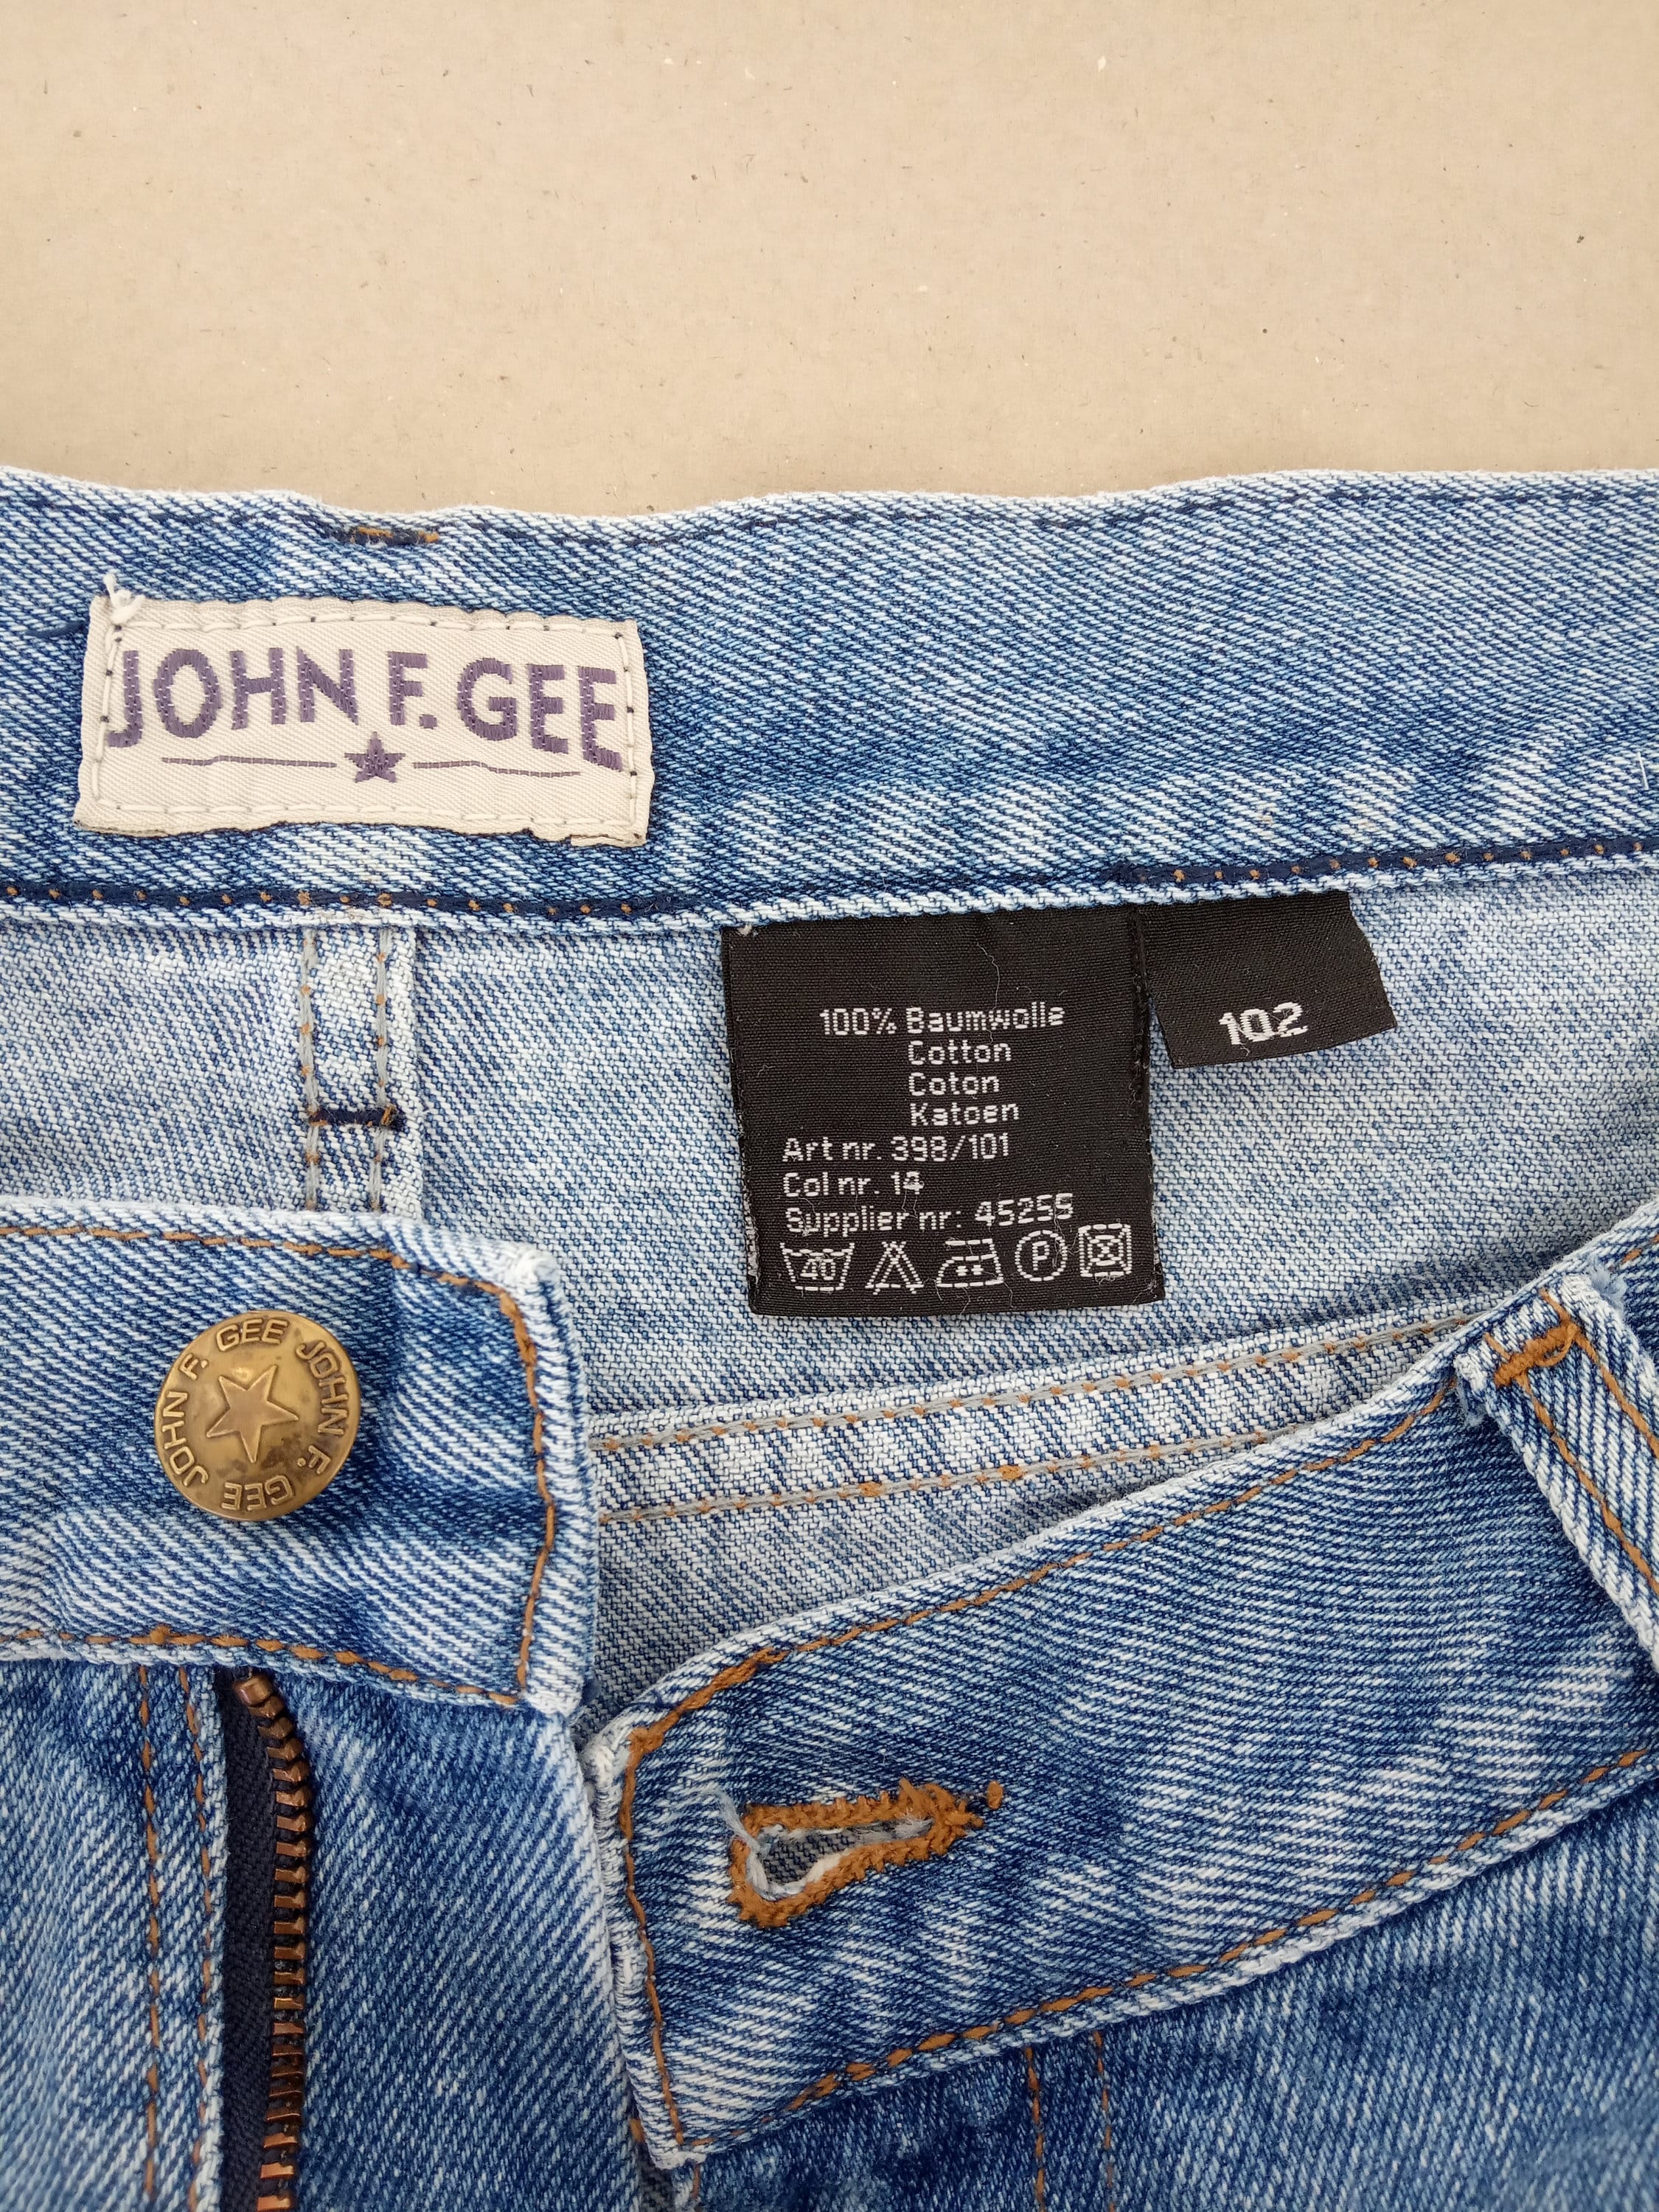 JOHN F. GEE
100% Baumwolle
Cotton
Coton
Katoen
Art nr. 398/101
Col nr. 14
Supplier nr: 45255
40 P
102
JOHN F. GEE JOHN F. GEE